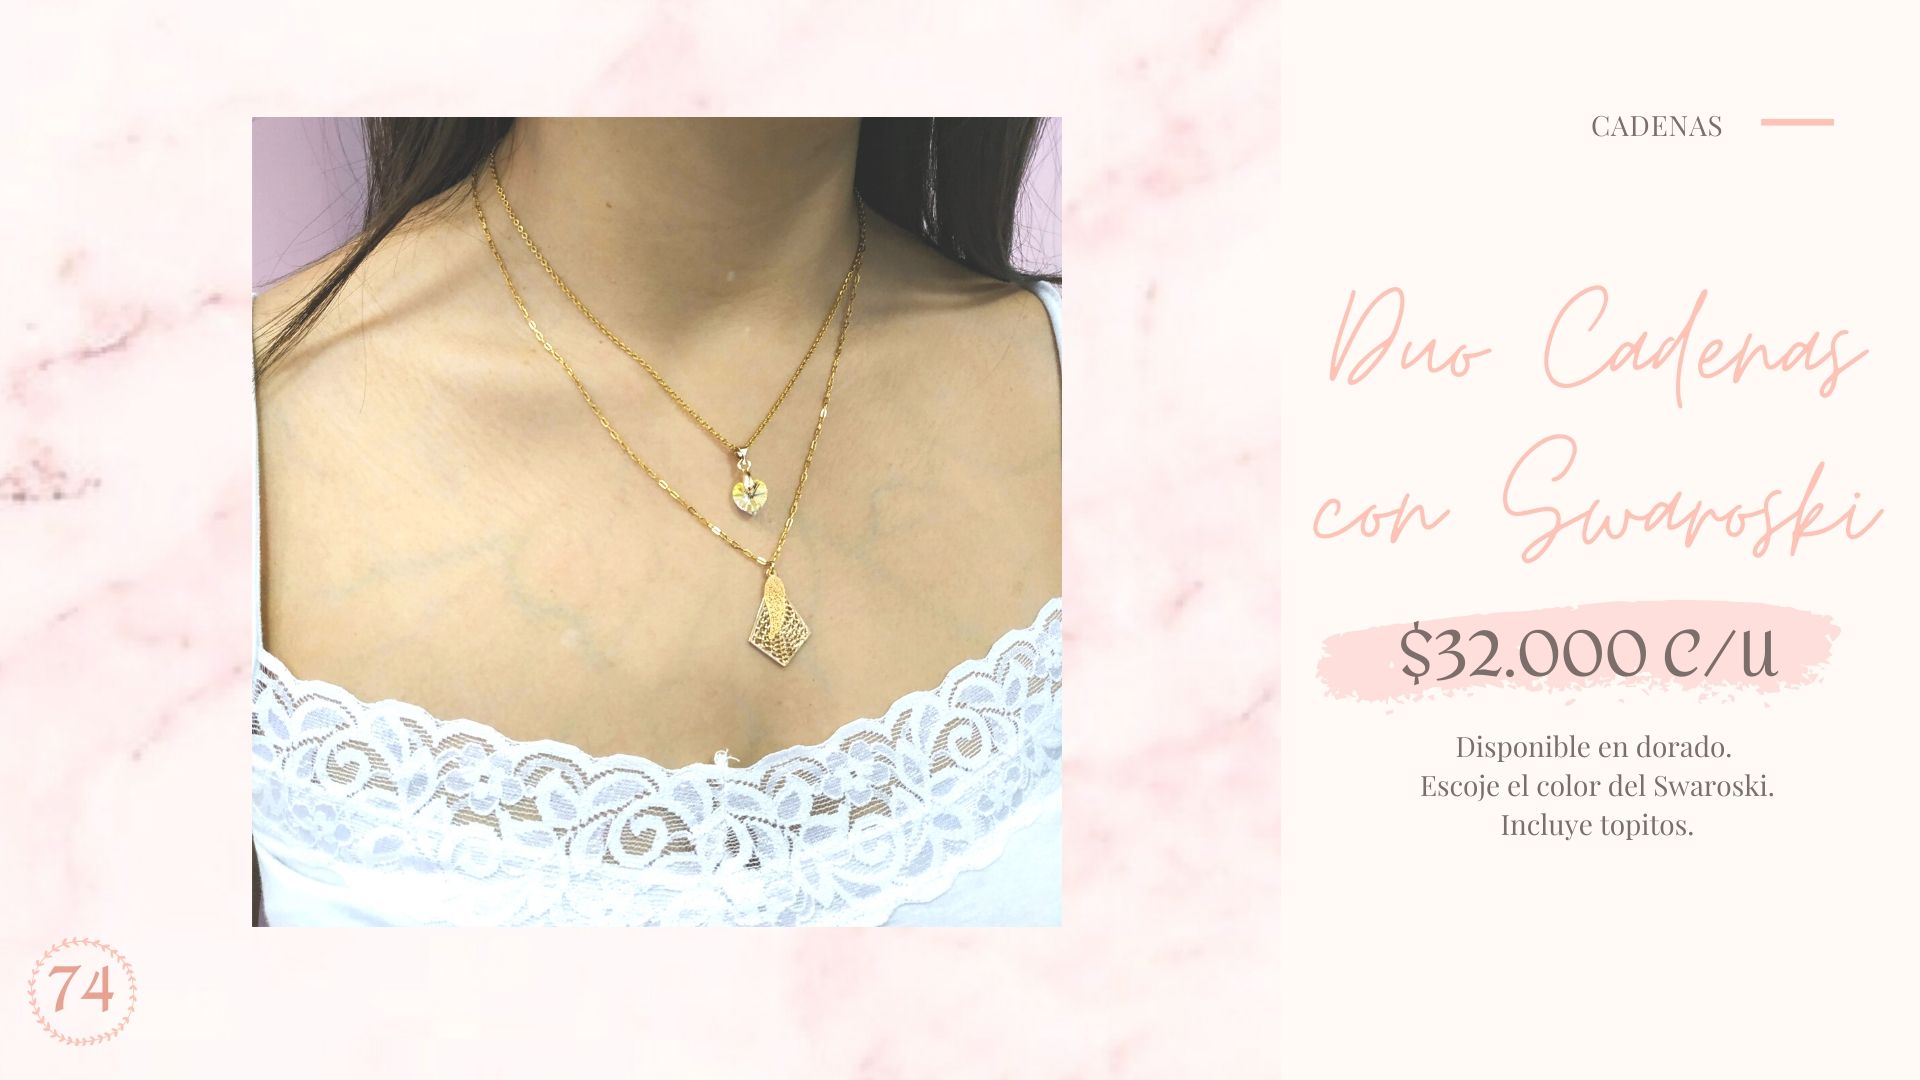 CADENAS
Duo Cadenas
con Swaroski
$32.000 C/U
Disponible en dorado.
Escoje el color del Swaroski.
Incluye topitos.
74